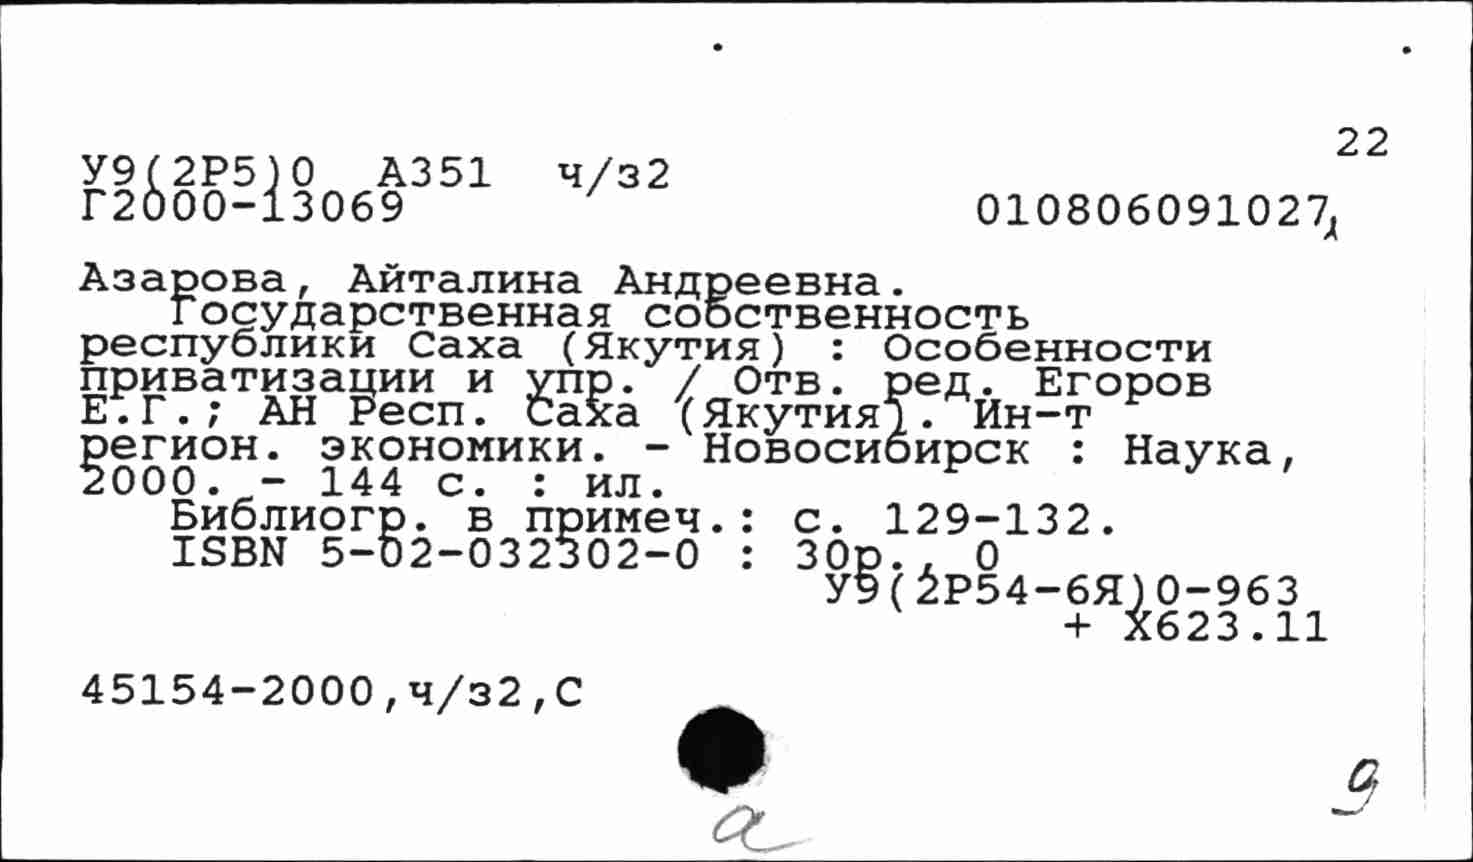 22
У9(2Р5)0 А351 ч/з2
Г2000-13069 010806091027
Азарова, Айталина Андреевна.
Государственная собственность
республики Саха (Якутия) : Особенности
приватизации и упр. / Отв. ред. Егоров
Е.Г.; АН Респ. Саха (Якутия). Ин-т
регион. экономики. - Новосибирск : Наука,
2000. - 144 с. : ил.
Библиогр. в примеч.: с. 129-132.
ISBN 5-02-032302-0 : 30р., 0
У9(2Р54-6Я)0-963
+ Х623.11
45154-2000,ч/з2,С
9
а